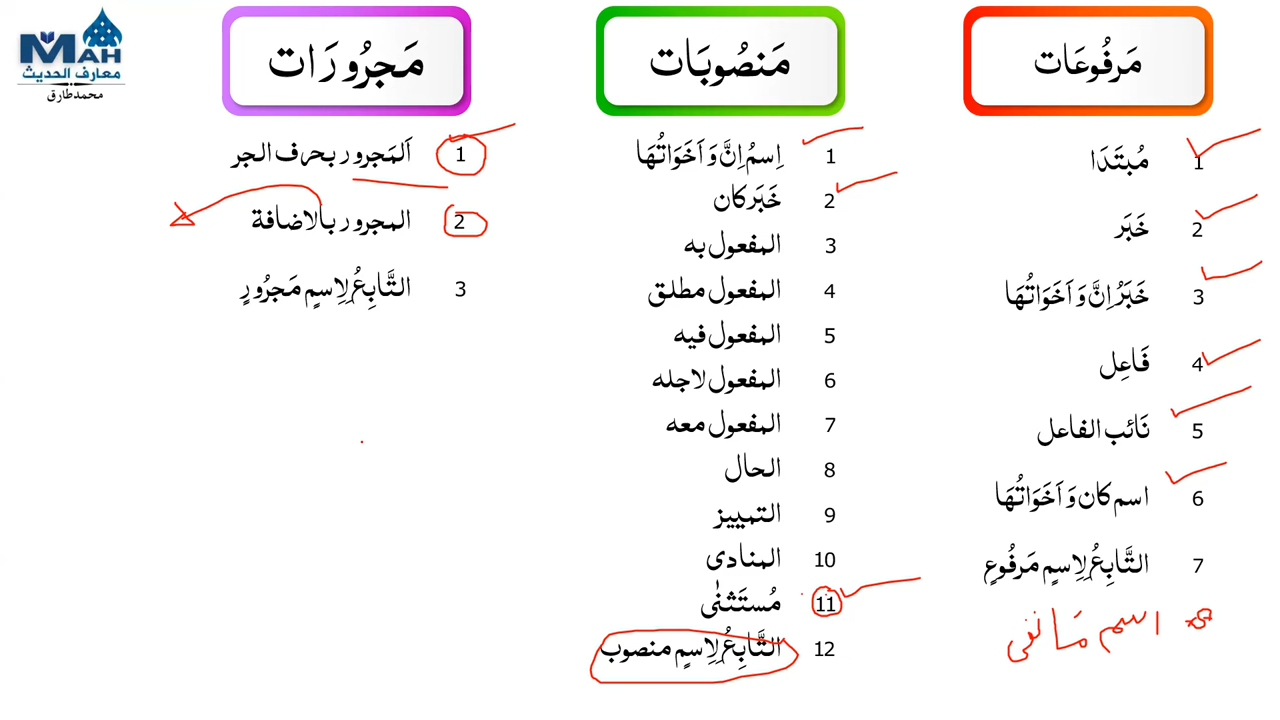 مَرفُوعَات
1 مُبتَدَا
2 خَبَر
3 خَبَرُ اِنَّ وَ اَخَوَاتُهَا
4 فَاعِل
5 نَائب الفاعل
6 اسم کان وَ اَخَوَاتُهَا
7 التَّابِعُ لِاِسمٍ مَرفُوعٍ
اسم مَا نفی
مَنصُوبَات
1 اِسمُ اِنَّ وَ اَخَوَاتُهَا
2 خَبَر کان
3 المفعول به
4 المفعول مطلق
5 المفعول فیه
6 المفعول لاجله
7 المفعول معه
8 الحال
9 التمییز
10 المنادی
11 مُستَثنٰی
12 التَّابِعُ لِاِسمٍ منصوب
مَجرُورَات
1 اَلمَجرور بحرف الجر
2 المجرور بالاضافة
3 التَّابِعُ لِاِسمٍ مَجرُورٍ
MAH
معارف الحدیث
محمد طارق